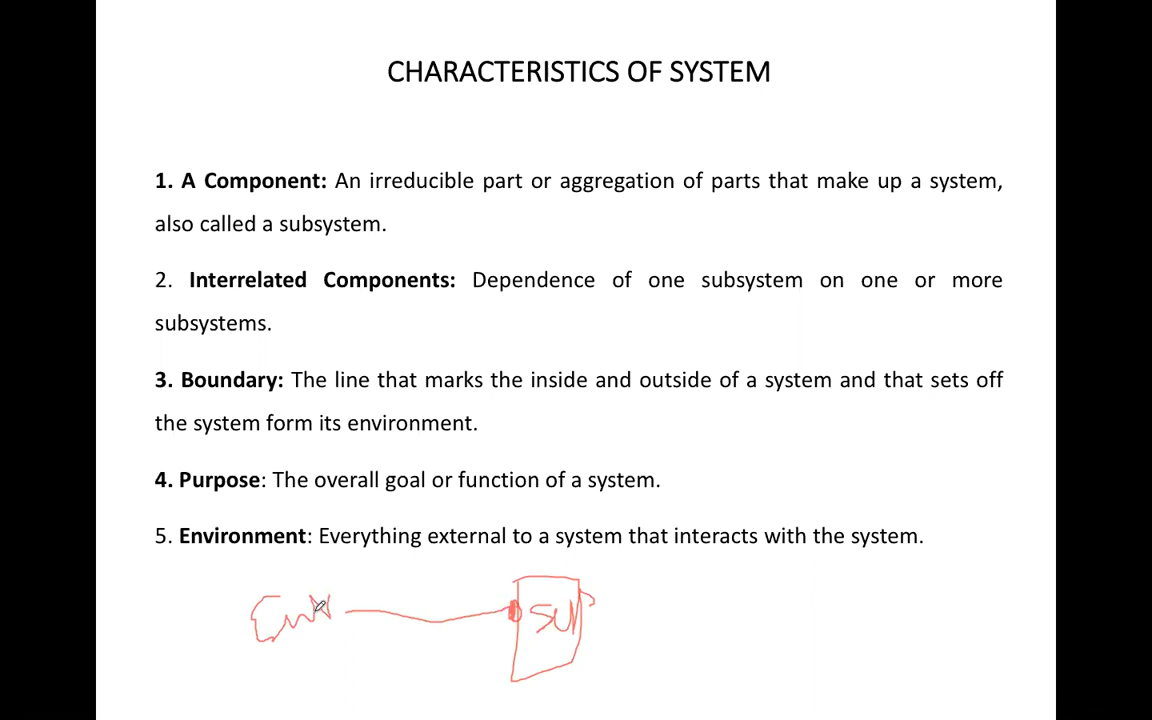 CHARACTERISTICS OF SYSTEM
1. A Component: An irreducible part or aggregation of parts that make up a system,
also called a subsystem.
2. Interrelated Components: Dependence of one subsystem on one or more
subsystems.
3. Boundary: The line that marks the inside and outside of a system and that sets off
the system form its environment.
4. Purpose: The overall goal or function of a system.
5. Environment: Everything external to a system that interacts with the system.